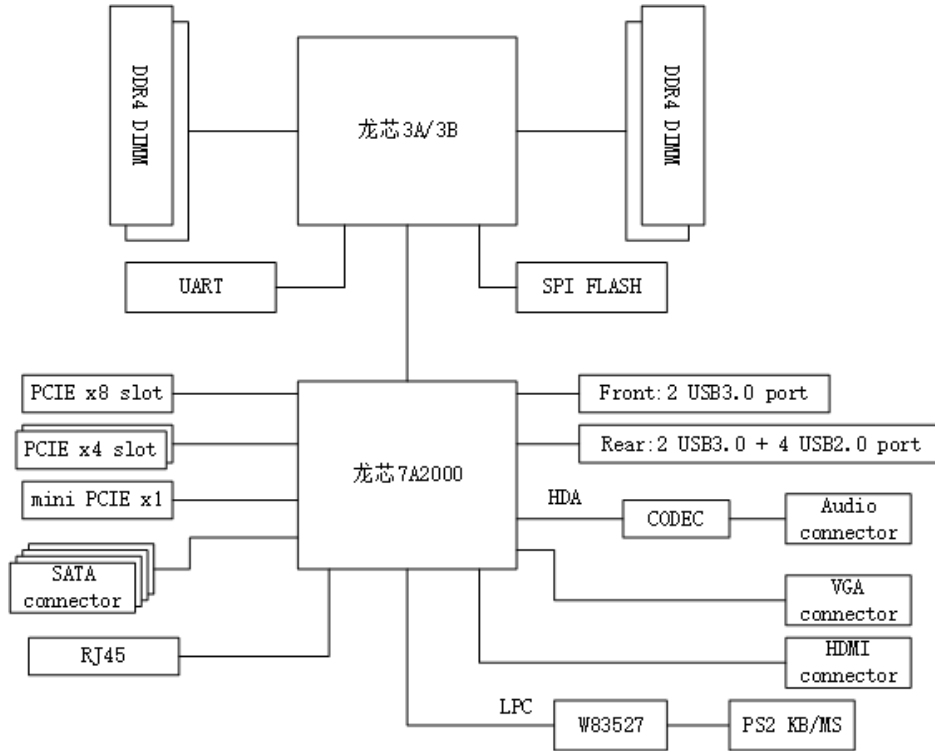 DDR4 DIMM
龙芯3A/3B
DDR4 DIMM
UART
SPI FLASH
PCIE x8 slot
Front:2 USB3.0 port
PCIE x4 slot
Rear:2 USB3.0 + 4 USB2.0 port
龙芯7A2000
mini PCIE x1
HDA
CODEC
Audio
connector
SATA
connector
VGA
connector
RJ45
HDMI
connector
LPC
W83527
PS2 KB/MS